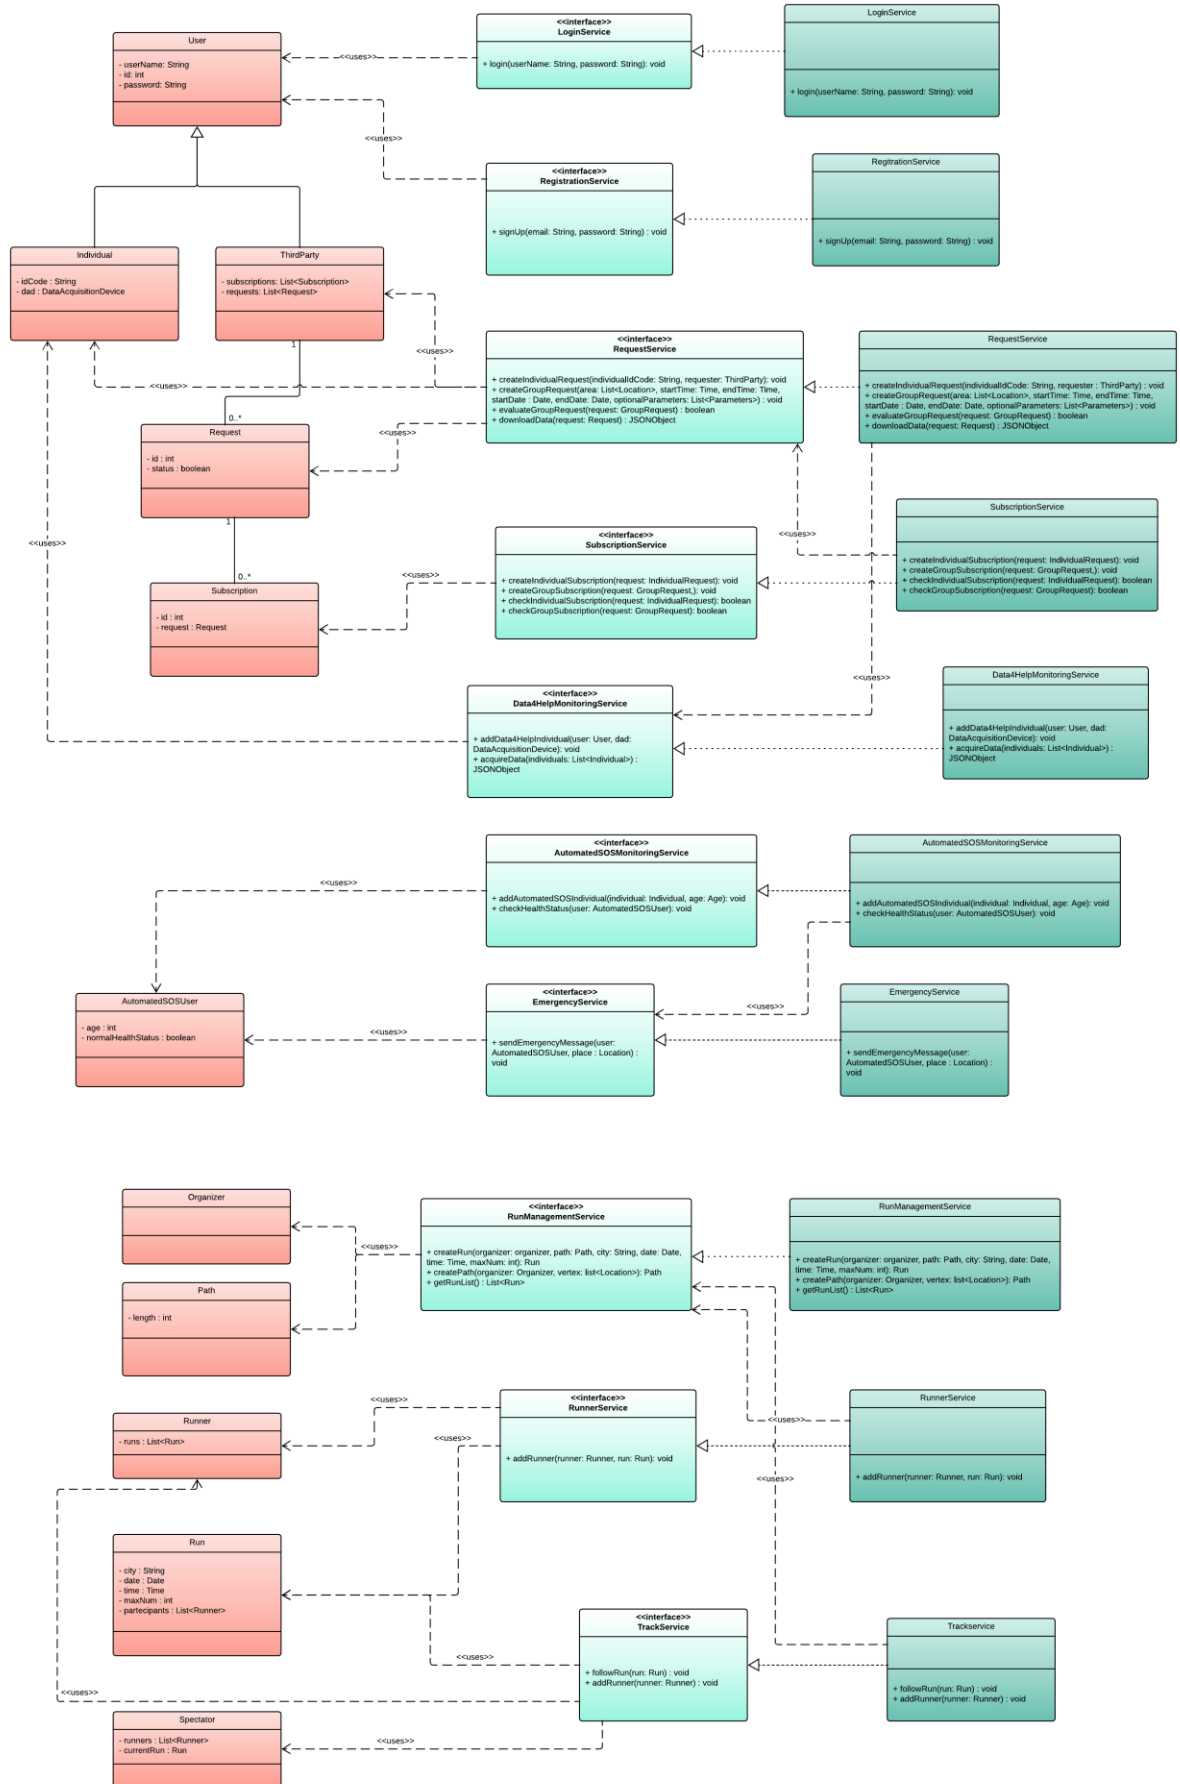 User
- userName: String
- id: int
- password: String
<<uses>>
<<interface>>
LoginService
+ login(userName: String, password: String): void
LoginService
+ login(userName: String, password: String): void
<<uses>>
<<interface>>
RegistrationService
+ signUp(email: String, password: String) : void
RegitrationService
+ signUp(email: String, password: String) : void
Individual
- idCode : String
- dad : DataAcquisitionDevice
ThirdParty
- subscriptions: List<Subscription>
- requests: List<Request>
1
<<uses>>
<<uses>>
<<interface>>
RequestService
+ createIndividualRequest(individualIdCode: String, requester: ThirdParty): void
+ createGroupRequest(area: List<Location>, startTime: Time, endTime: Time,
startDate : Date, endDate: Date, optionalParameters: List<Parameters>) : void
+ evaluateGroupRequest(request: GroupRequest) : boolean
+ downloadData(request: Request) : JSONObject
RequestService
+ createIndividualRequest(individualIdCode: String, requester : ThirdParty) : void
+ createGroupRequest(area: List<Location>, startTime: Time, endTime: Time,
startDate : Date, endDate: Date, optionalParameters: List<Parameters>) : void
+ evaluateGroupRequest(request: GroupRequest) : boolean
+ downloadData(request: Request) : JSONObject
0..*
Request
- id : int
- status : boolean
1
<<uses>>
<<uses>>
<<uses>>
0..*
Subscription
- id : int
- request : Request
<<uses>>
<<interface>>
SubscriptionService
+ createIndividualSubscription(request: IndividualRequest): void
+ createGroupSubscription(request: GroupRequest,): void
+ checkIndividualSubscription(request: IndividualRequest): boolean
+ checkGroupSubscription(request: GroupRequest): boolean
SubscriptionService
+ createIndividualSubscription(request: IndividualRequest): void
+ createGroupSubscription(request: GroupRequest,): void
+ checkIndividualSubscription(request: IndividualRequest): boolean
+ checkGroupSubscription(request: GroupRequest): boolean
<<uses>>
<<interface>>
Data4HelpMonitoringService
+ addData4HelpIndividual(user: User, dad:
DataAcquisitionDevice): void
+ acquireData(individuals: List<Individual>) :
JSONObject
Data4HelpMonitoringService
+ addData4HelpIndividual(user: User, dad:
DataAcquisitionDevice): void
+ acquireData(individuals: List<Individual>) :
JSONObject
<<uses>>
<<interface>>
AutomatedSOSMonitoringService
+ addAutomatedSOSIndividual(individual: Individual, age: Age): void
+ checkHealthStatus(user: AutomatedSOSUser): void
AutomatedSOSMonitoringService
+ addAutomatedSOSIndividual(individual: Individual, age: Age): void
+ checkHealthStatus(user: AutomatedSOSUser): void
AutomatedSOSUser
- age : int
- normalHealthStatus : boolean
<<uses>>
<<interface>>
EmergencyService
+ sendEmergencyMessage(user:
AutomatedSOSUser, place : Location) :
void
<<uses>>
EmergencyService
+ sendEmergencyMessage(user:
AutomatedSOSUser, place : Location) :
void
Organizer
Path
- length : int
<<uses>>
<<interface>>
RunManagementService
+ createRun(organizer: organizer, path: Path, city: String, date: Date,
time: Time, maxNum: int): Run
+ createPath(organizer: Organizer, vertex: list<Location>): Path
+ getRunList() : List<Run>
RunManagementService
+ createRun(organizer: organizer, path: Path, city: String, date: Date,
time: Time, maxNum: int): Run
+ createPath(organizer: Organizer, vertex: list<Location>): Path
+ getRunList() : List<Run>
Runner
- runs : List<Run>
<<uses>>
<<uses>>
<<interface>>
RunnerService
+ addRunner(runner: Runner, run: Run): void
<<uses>>
<<uses>>
RunnerService
+ addRunner(runner: Runner, run: Run): void
Run
- city : String
- date : Date
- time : Time
- maxNum : int
- partecipants : List<Runner>
<<uses>>
<<uses>>
<<interface>>
TrackService
+ followRun(run: Run) : void
+ addRunner(runner: Runner) : void
Trackservice
+ followRun(run: Run) : void
+ addRunner(runner: Runner) : void
Spectator
- runners : List<Runner>
- currentRun : Run
<<uses>>